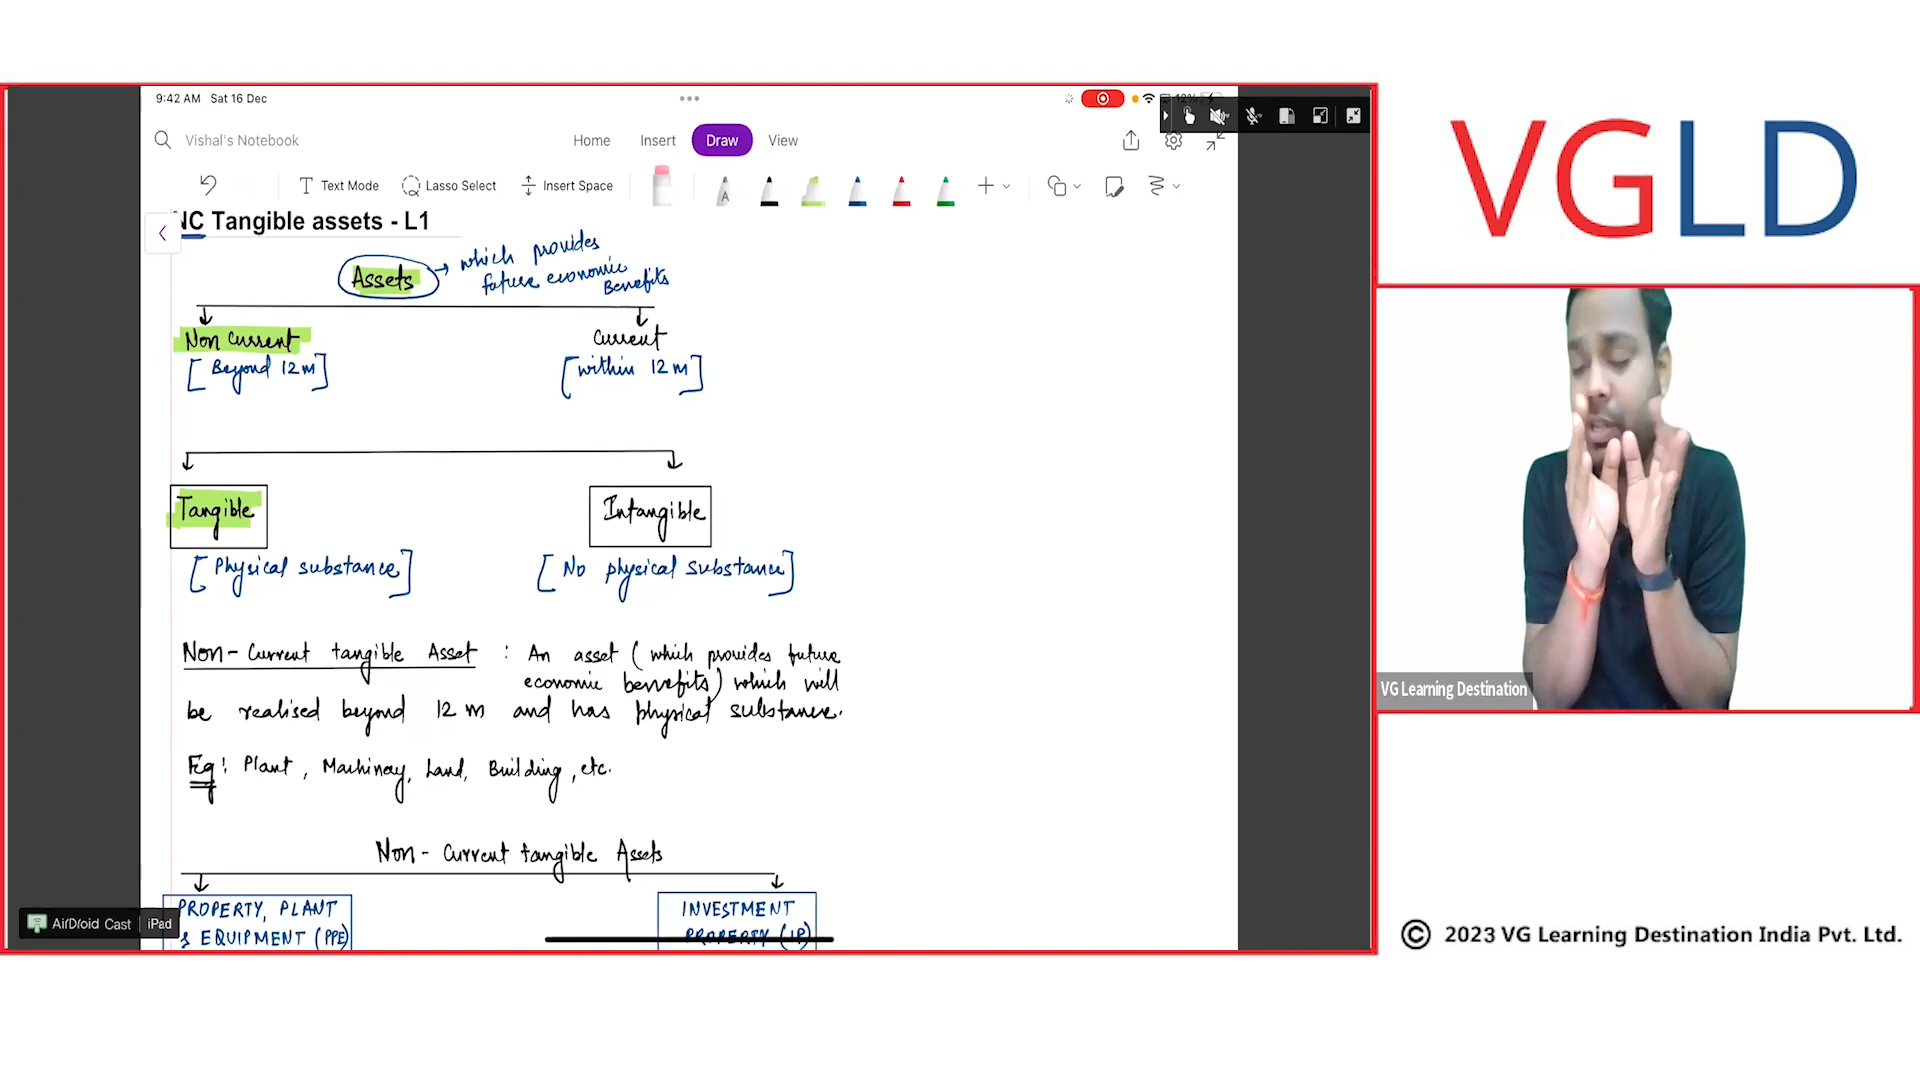 9:42 AM Sat 16 Dec
12%
VGLD
Vishal's Notebook
Home Insert Draw View
Text Mode Lasso Select Insert Space
NC Tangible assets - L1
Assets → which provides
future economic
Benefits
Non Current Current
[Beyond 12 m] [within 12 m]
Tangible Intangible
[Physical substance] [No physical substance]
Non-Current tangible Asset : An asset (which provides future
economic benefits) which will
be realised beyond 12 m and has physical substance.
Eg: Plant, Machinery, Land, Building, etc.
Non-Current tangible Assets
PROPERTY, PLANT INVESTMENT
& EQUIPMENT (PPE) PROPERTY (IP)
AirDroid Cast iPad
VG Learning Destination
© 2023 VG Learning Destination India Pvt. Ltd.